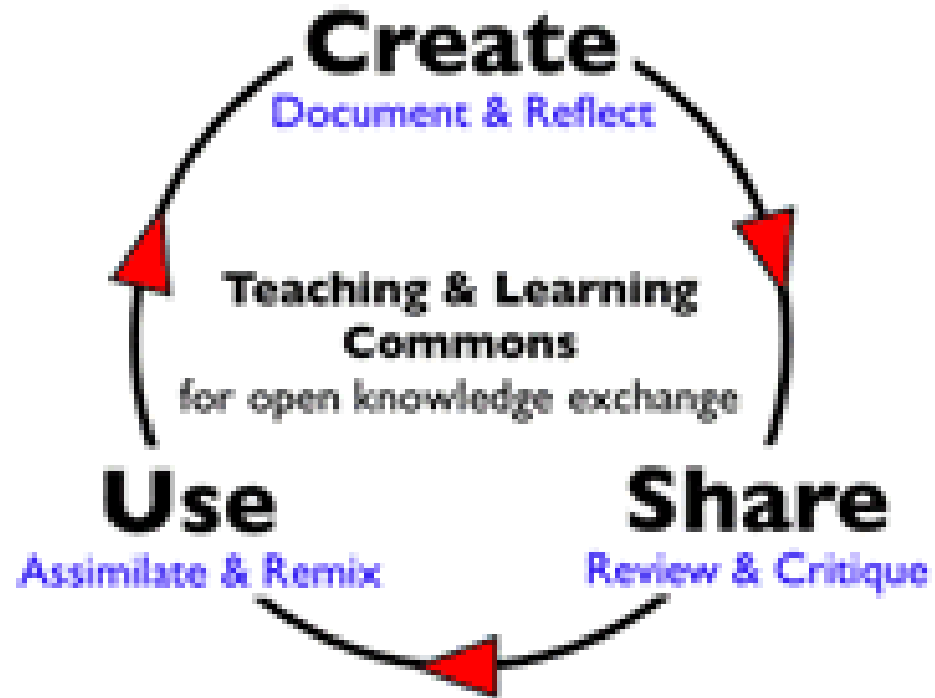 Create
Document & Reflect
Teaching & Learning
Commons
for open knowledge exchange
Use
Assimilate & Remix
Share
Review & Critique